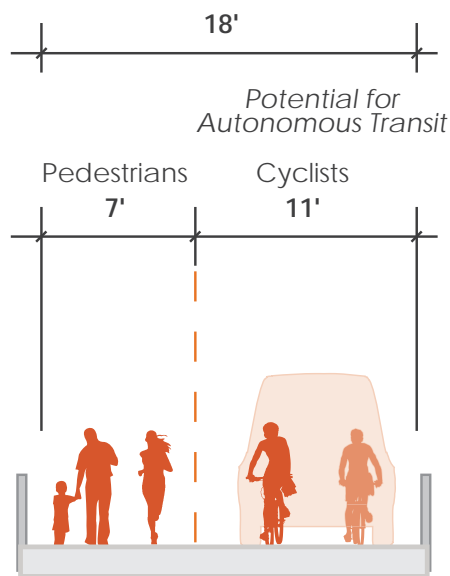 18'
Potential for
Autonomous Transit
Pedestrians
7'
Cyclists
11'